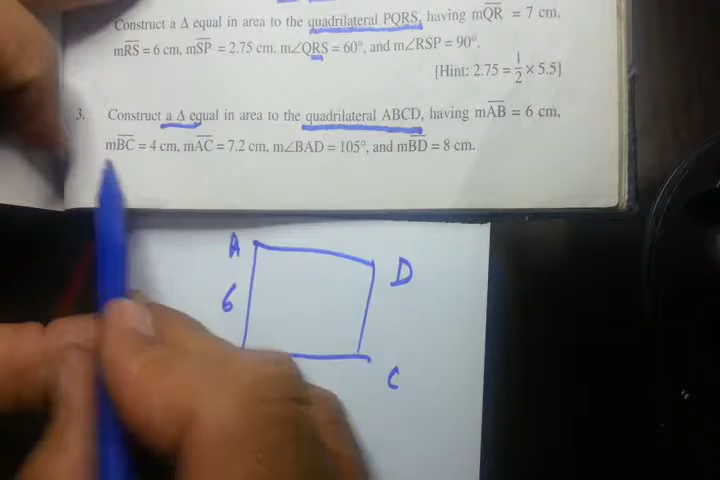 Construct a Δ equal in area to the quadrilateral PQRS, having mQR = 7 cm,
mRS = 6 cm, mSP = 2.75 cm. m∠QRS = 60°, and m∠RSP = 90°.
[Hint: 2.75 = 1/2 × 5.5]
3. Construct a Δ equal in area to the quadrilateral ABCD, having mAB = 6 cm,
mBC = 4 cm, mAC = 7.2 cm, m∠BAD = 105°, and mBD = 8 cm.
A
D
6
C